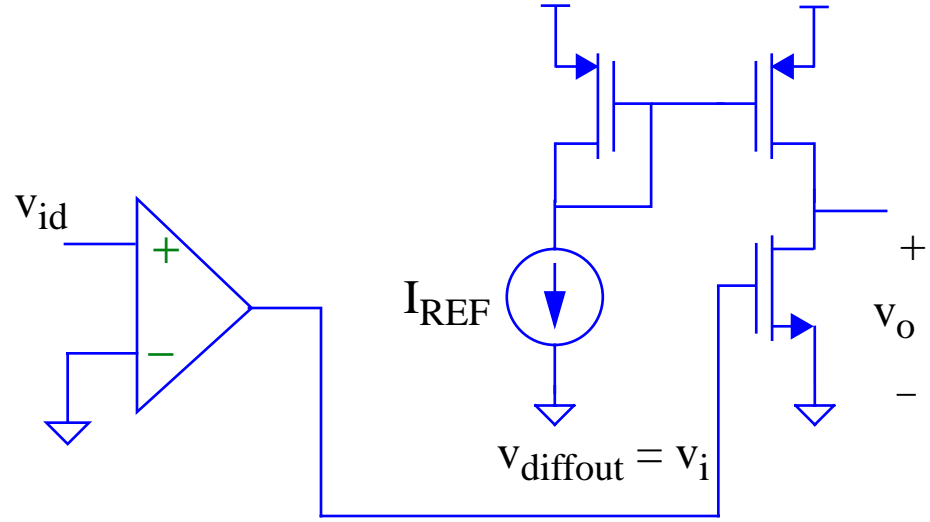 v_id
+
−
I_REF
+
v_o
−
v_diffout = v_i